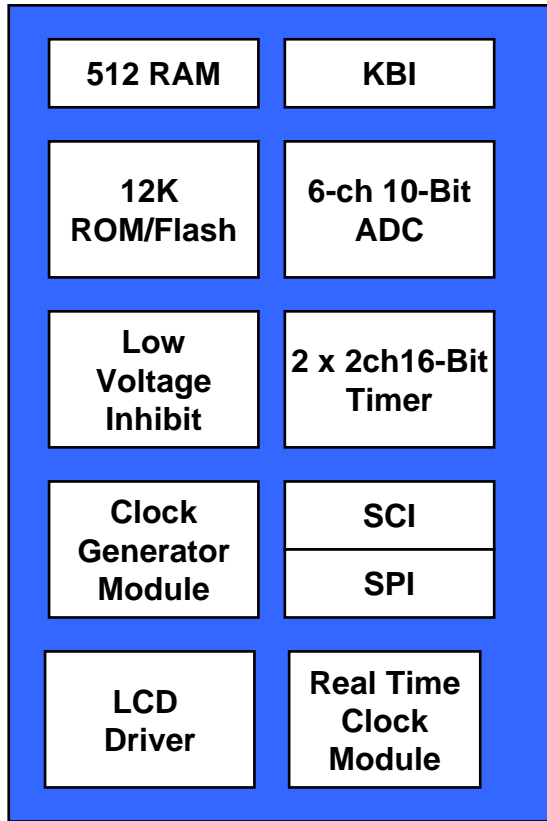 512 RAM
KBI
12K
ROM/Flash
6-ch 10-Bit
ADC
Low
Voltage
Inhibit
2 x 2ch16-Bit
Timer
Clock
Generator
Module
SCI
SPI
LCD
Driver
Real Time
Clock
Module